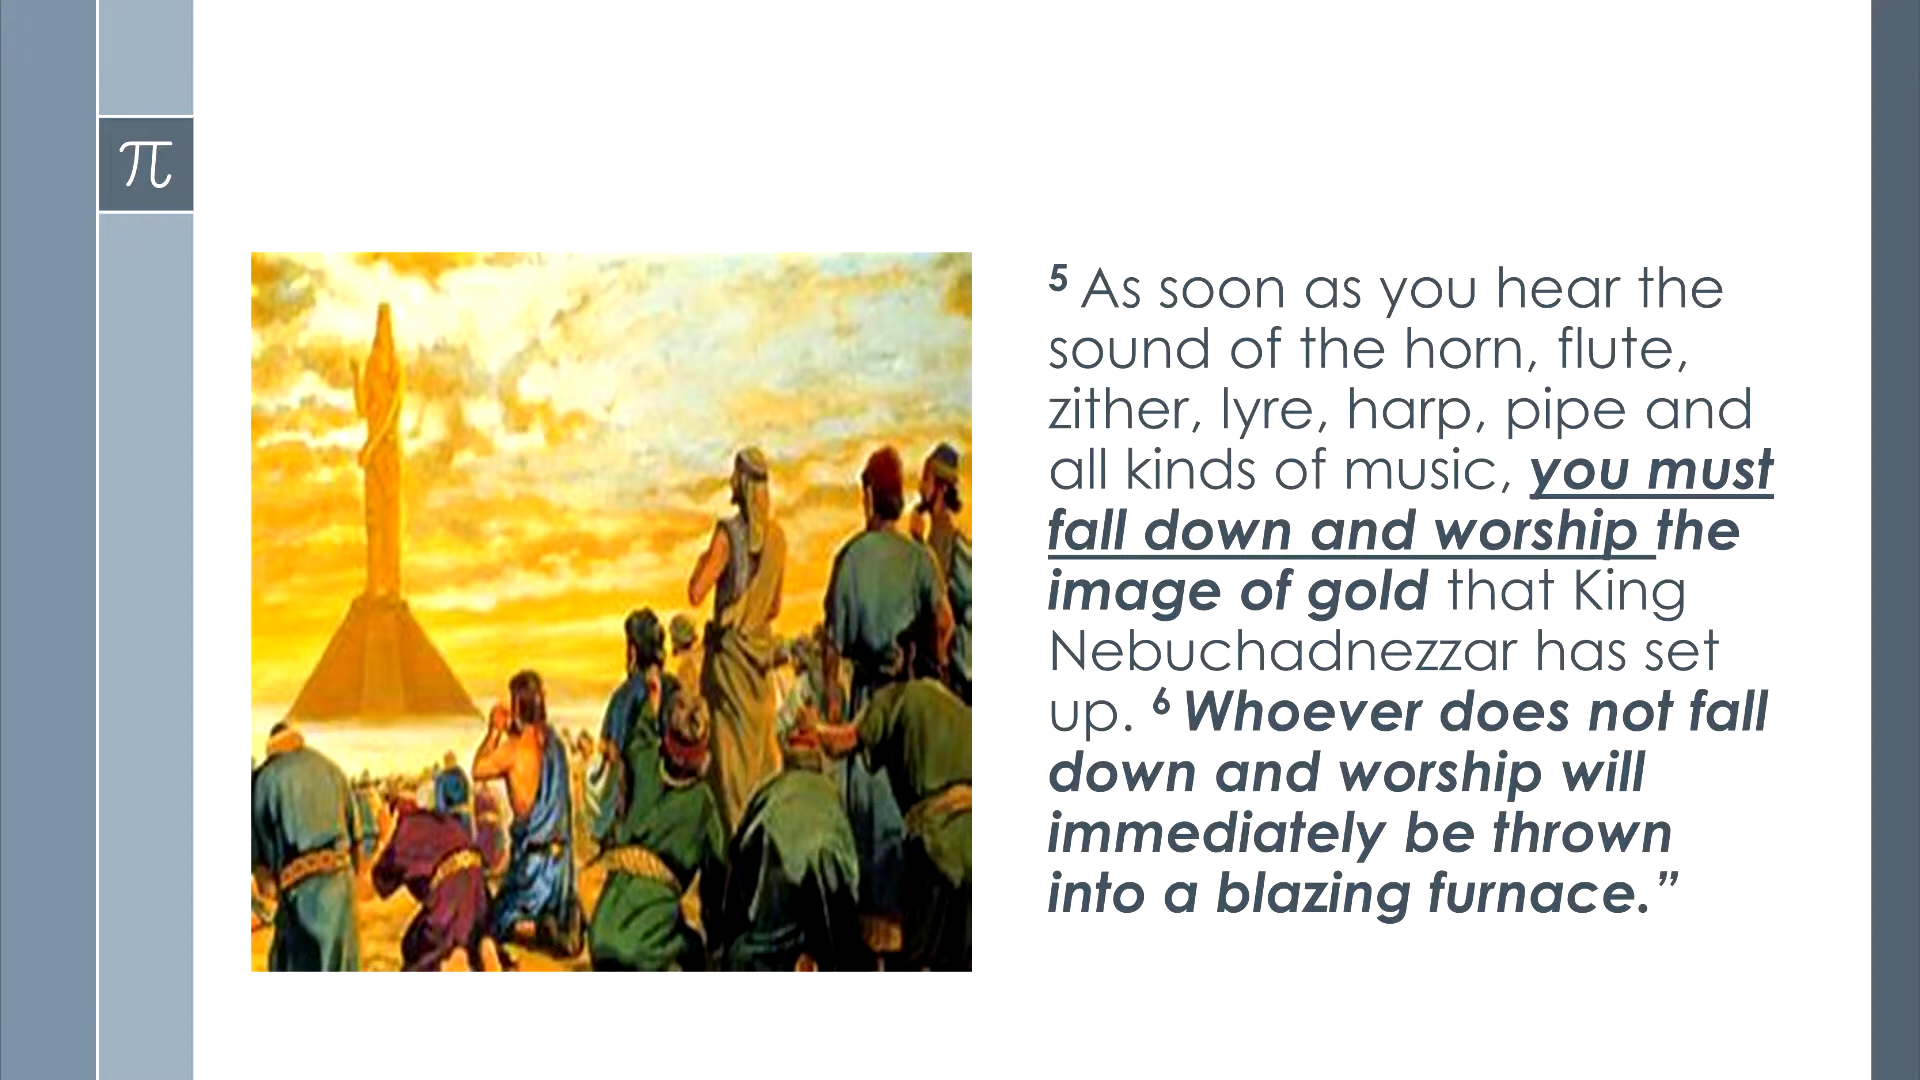 π
⁵ As soon as you hear the
sound of the horn, flute,
zither, lyre, harp, pipe and
all kinds of music, you must
fall down and worship the
image of gold that King
Nebuchadnezzar has set
up. ⁶ Whoever does not fall
down and worship will
immediately be thrown
into a blazing furnace.”